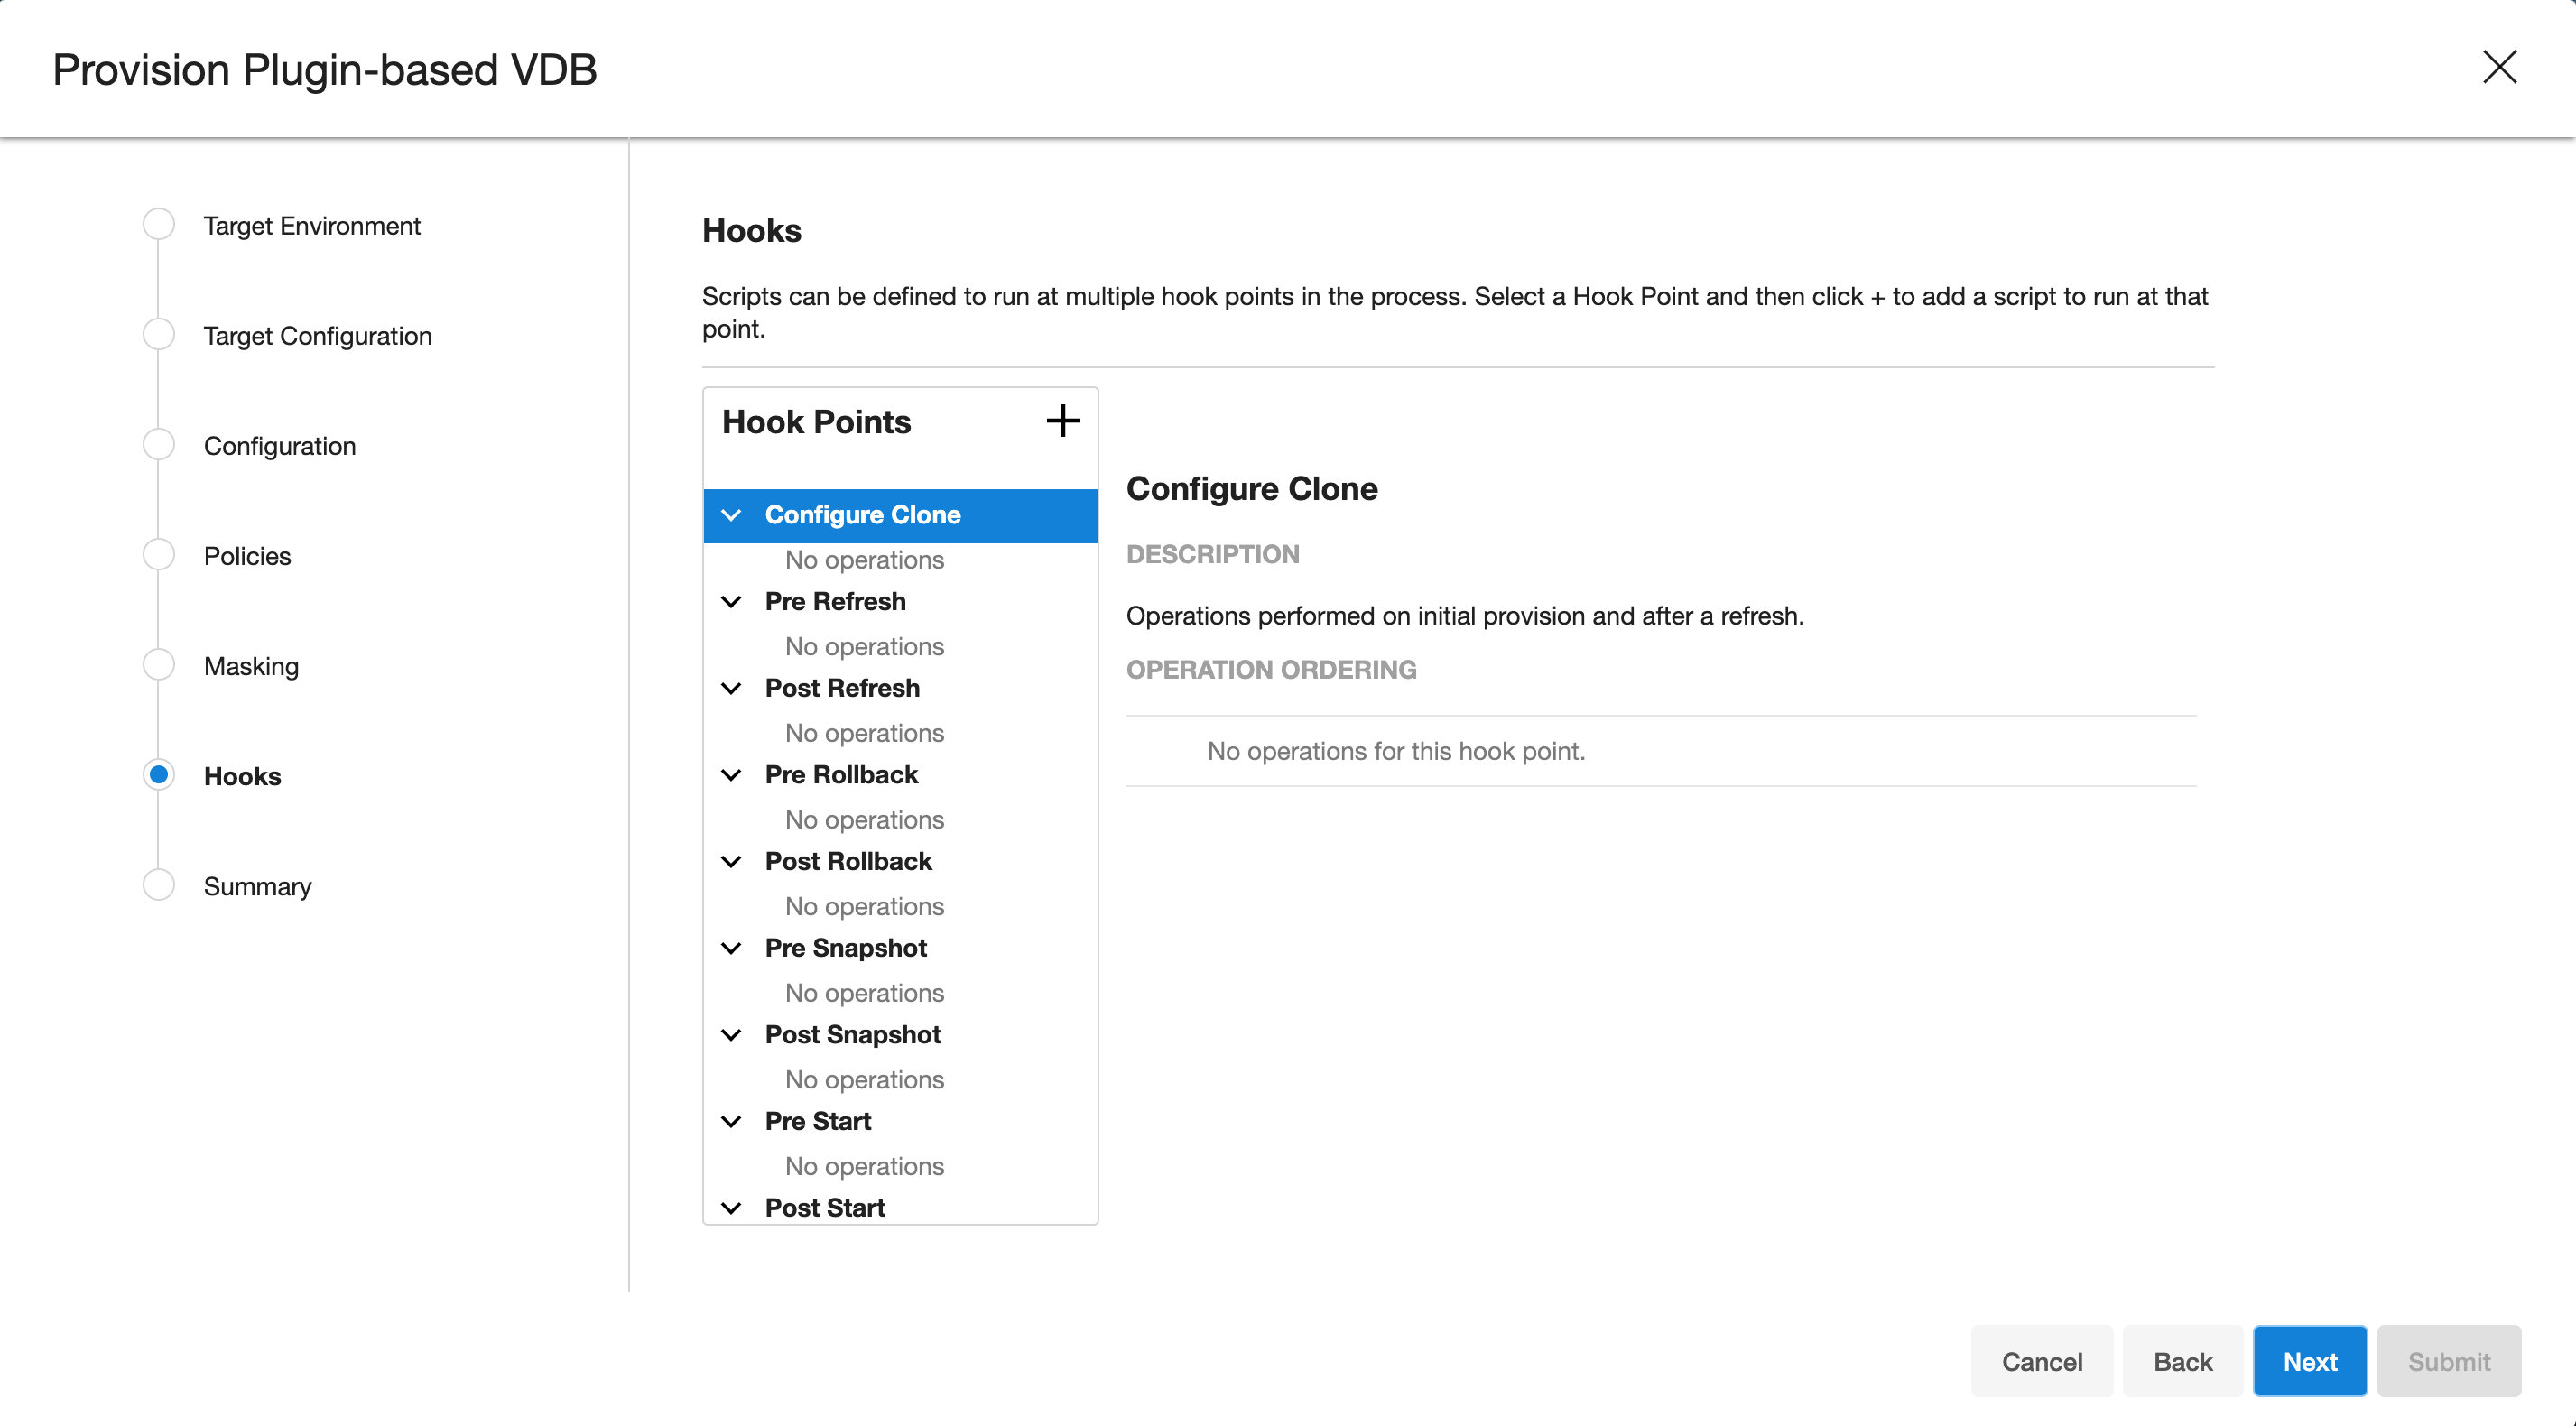 Provision Plugin-based VDB
Target Environment
Target Configuration
Configuration
Policies
Masking
Hooks
Summary
Hooks
Scripts can be defined to run at multiple hook points in the process. Select a Hook Point and then click + to add a script to run at that
point.
Hook Points
Configure Clone
No operations
Pre Refresh
No operations
Post Refresh
No operations
Pre Rollback
No operations
Post Rollback
No operations
Pre Snapshot
No operations
Post Snapshot
No operations
Pre Start
No operations
Post Start
Configure Clone
DESCRIPTION
Operations performed on initial provision and after a refresh.
OPERATION ORDERING
No operations for this hook point.
Cancel
Back
Next
Submit